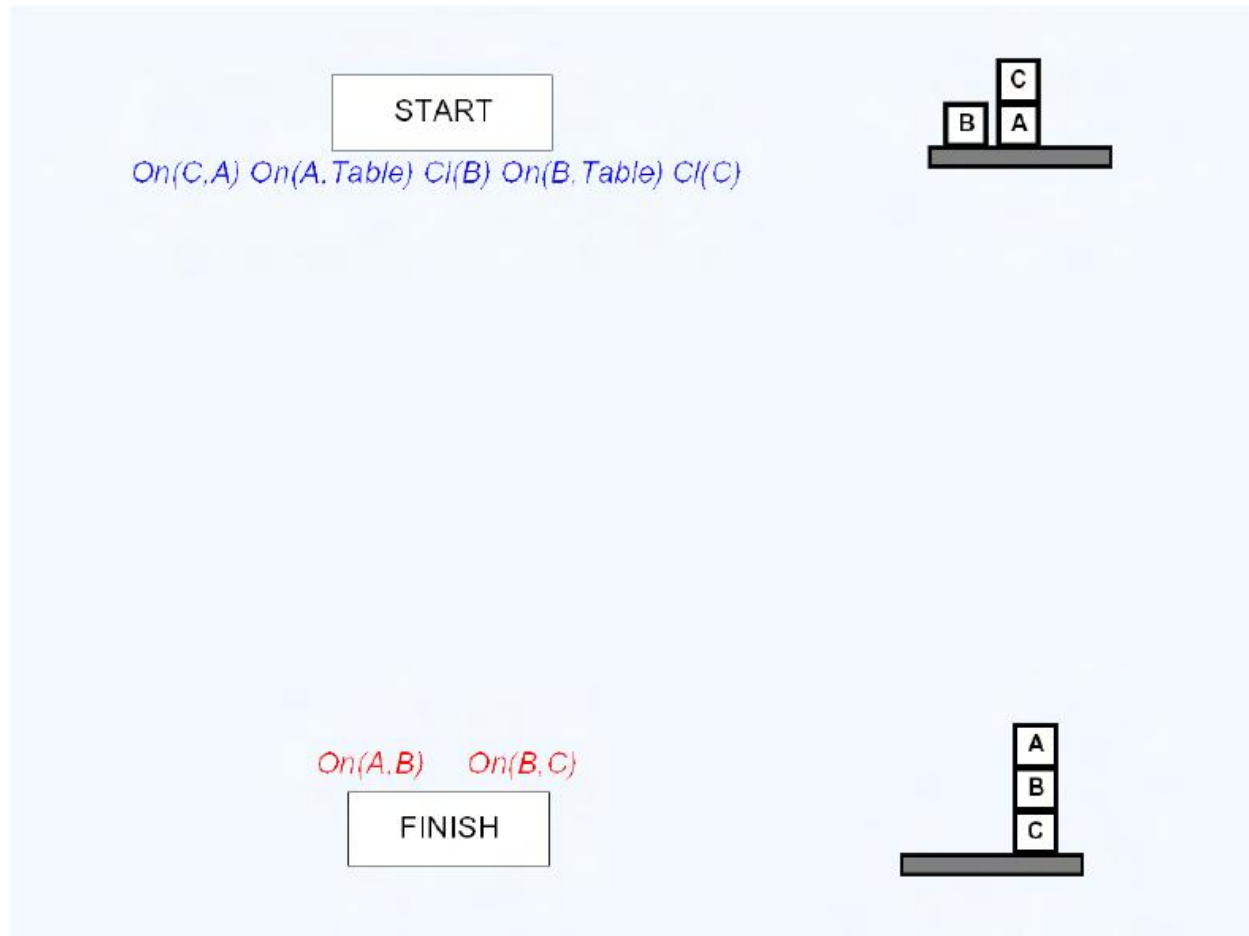 START
C
B A
On(C,A) On(A,Table) Cl(B) On(B,Table) Cl(C)
On(A,B) On(B,C)
FINISH
A
B
C